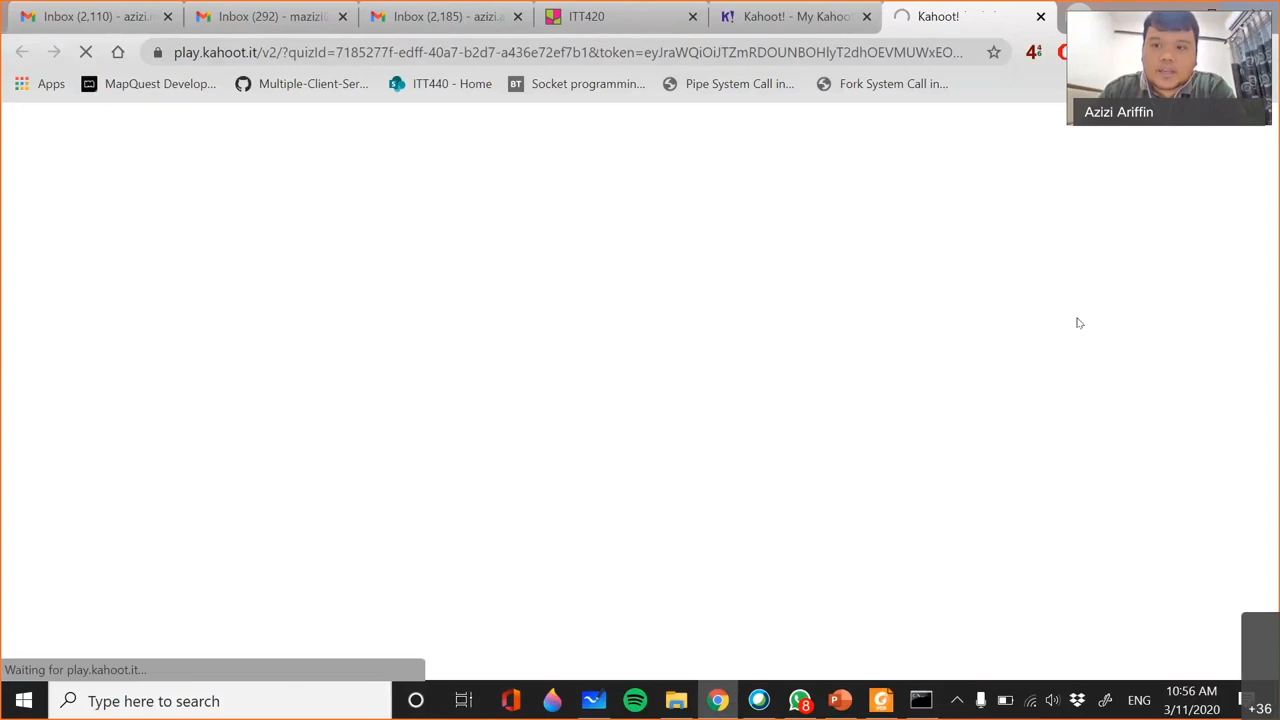 Inbox (2,110) - azizi.r
Inbox (292) - mazizi
Inbox (2,185) - azizi.a
ITT420
Kahoot! - My Kahoo
Kahoot!
play.kahoot.it/v2/?quizId=7185277f-edff-40a7-b2d7-a436e72ef7b1&token=eyJraWQiOiJTZmRDOUNBOHlyT2dhOEVMUWxEO...
Apps
MapQuest Develop...
Multiple-Client-Ser...
ITT440 - Home
BT Socket programmin...
Pipe System Call in...
Fork System Call in...
Azizi Ariffin
Waiting for play.kahoot.it...
Type here to search
8
ENG
10:56 AM
3/11/2020
+36